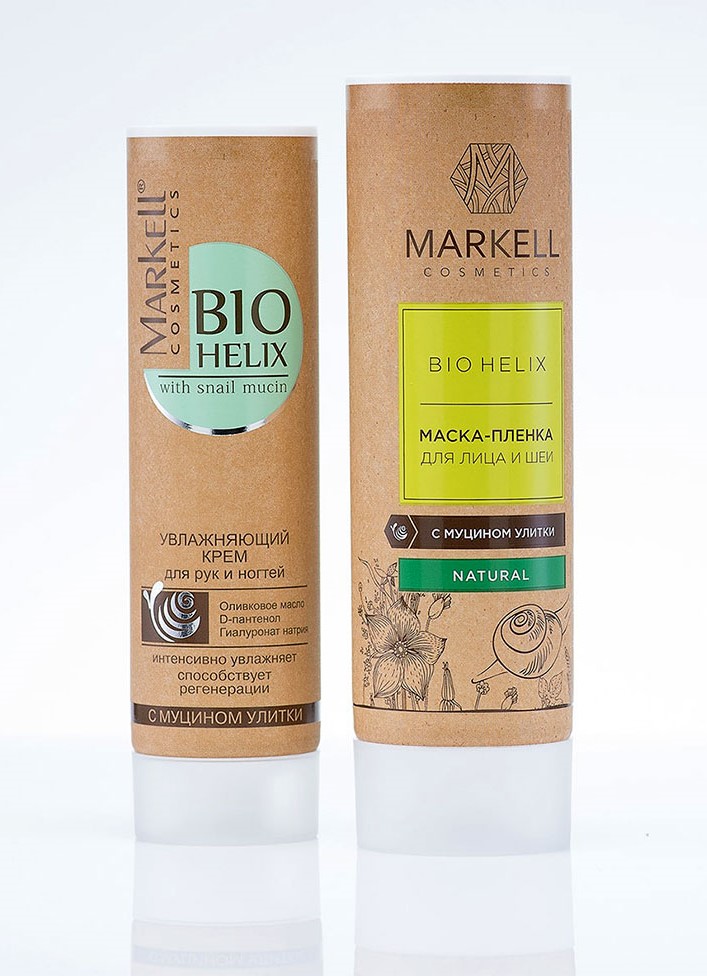 MARKELL®
COSMETICS
BIO
HELIX
with snail mucin
УВЛАЖНЯЮЩИЙ
КРЕМ
для рук и ногтей
Оливковое масло
D-пантенол
Гиалуронат натрия
интенсивно увлажняет
способствует
регенерации
С МУЦИНОМ УЛИТКИ
MARKELL
COSMETICS
BIO HELIX
МАСКА-ПЛЕНКА
ДЛЯ ЛИЦА И ШЕИ
С МУЦИНОМ УЛИТКИ
NATURAL